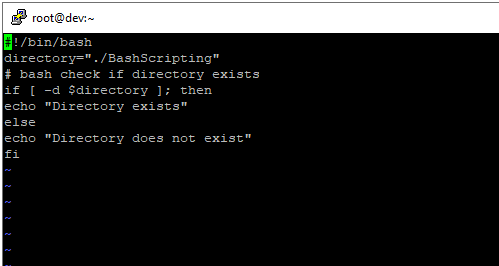 root@dev:~
#!/bin/bash
directory="./BashScripting"
# bash check if directory exists
if [ -d $directory ]; then
echo "Directory exists"
else
echo "Directory does not exist"
fi
~
~
~
~
~
~
~